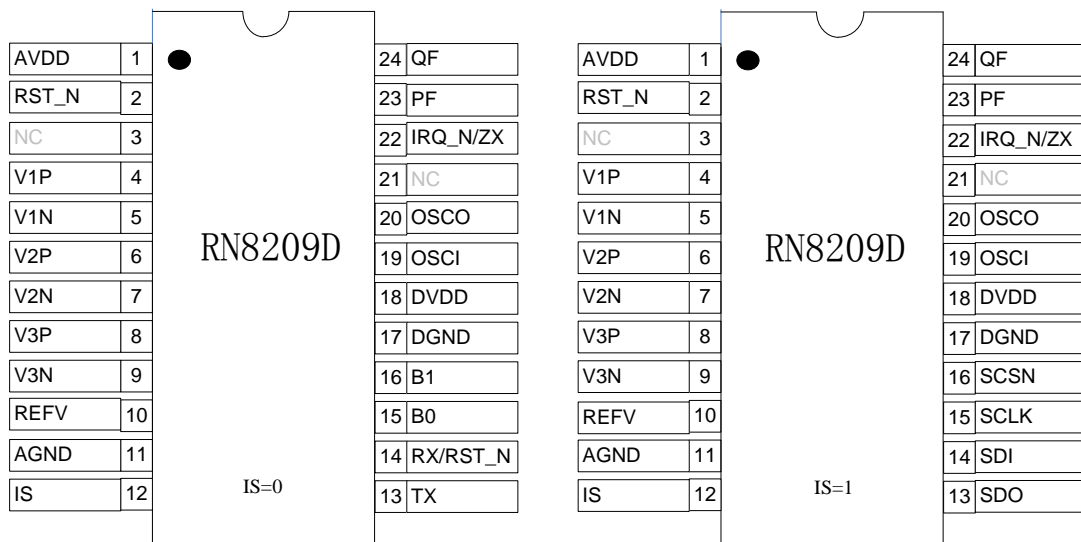 AVDD 1 24 QF
RST_N 2 23 PF
NC 3 22 IRQ_N/ZX
V1P 4 21 NC
V1N 5 20 OSCO
V2P 6 19 OSCI
V2N 7 18 DVDD
V3P 8 17 DGND
V3N 9 16 B1
REFV 10 15 B0
AGND 11 14 RX/RST_N
IS 12 13 TX
RN8209D
IS=0
AVDD 1 24 QF
RST_N 2 23 PF
NC 3 22 IRQ_N/ZX
V1P 4 21 NC
V1N 5 20 OSCO
V2P 6 19 OSCI
V2N 7 18 DVDD
V3P 8 17 DGND
V3N 9 16 SCSN
REFV 10 15 SCLK
AGND 11 14 SDI
IS 12 13 SDO
RN8209D
IS=1